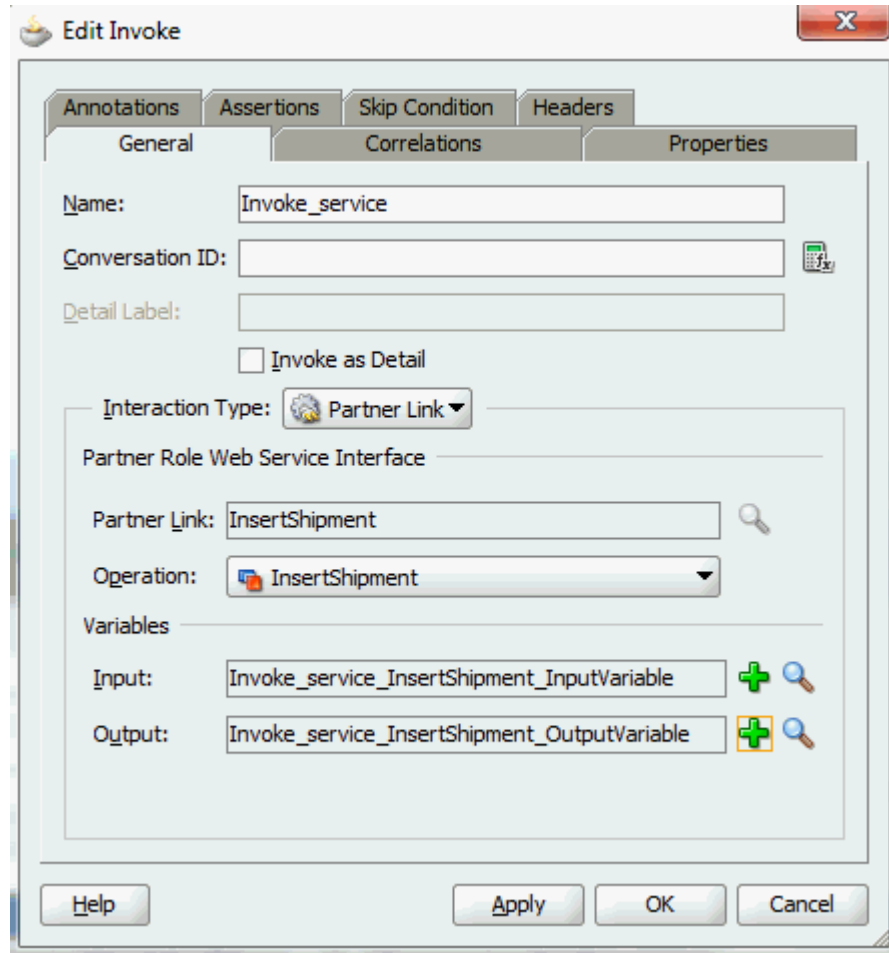 Edit Invoke
Annotations Assertions Skip Condition Headers
General Correlations Properties
Name: Invoke_service
Conversation ID:
Detail Label:
Invoke as Detail
Interaction Type: Partner Link
Partner Role Web Service Interface
Partner Link: InsertShipment
Operation: InsertShipment
Variables
Input: Invoke_service_InsertShipment_InputVariable
Output: Invoke_service_InsertShipment_OutputVariable
Help Apply OK Cancel